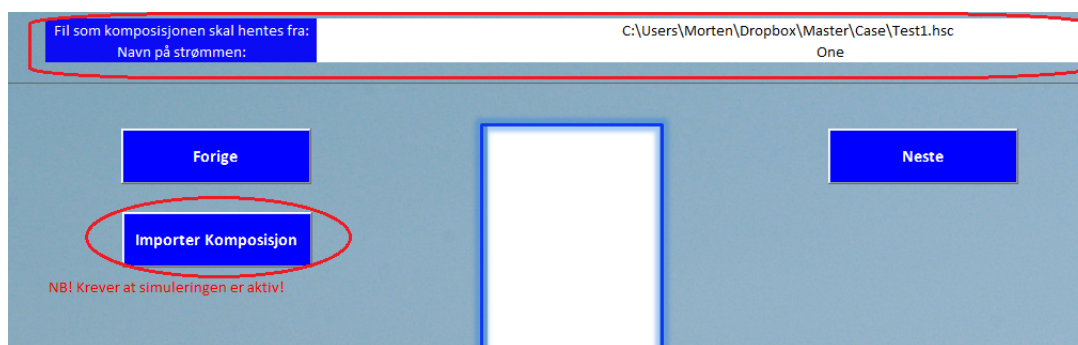 Fil som komposisjonen skal hentes fra: C:\Users\Morten\Dropbox\Master\Case\Test1.hsc
Navn på strømmen: One
Forige Neste
Importer Komposisjon
NB! Krever at simuleringen er aktiv!